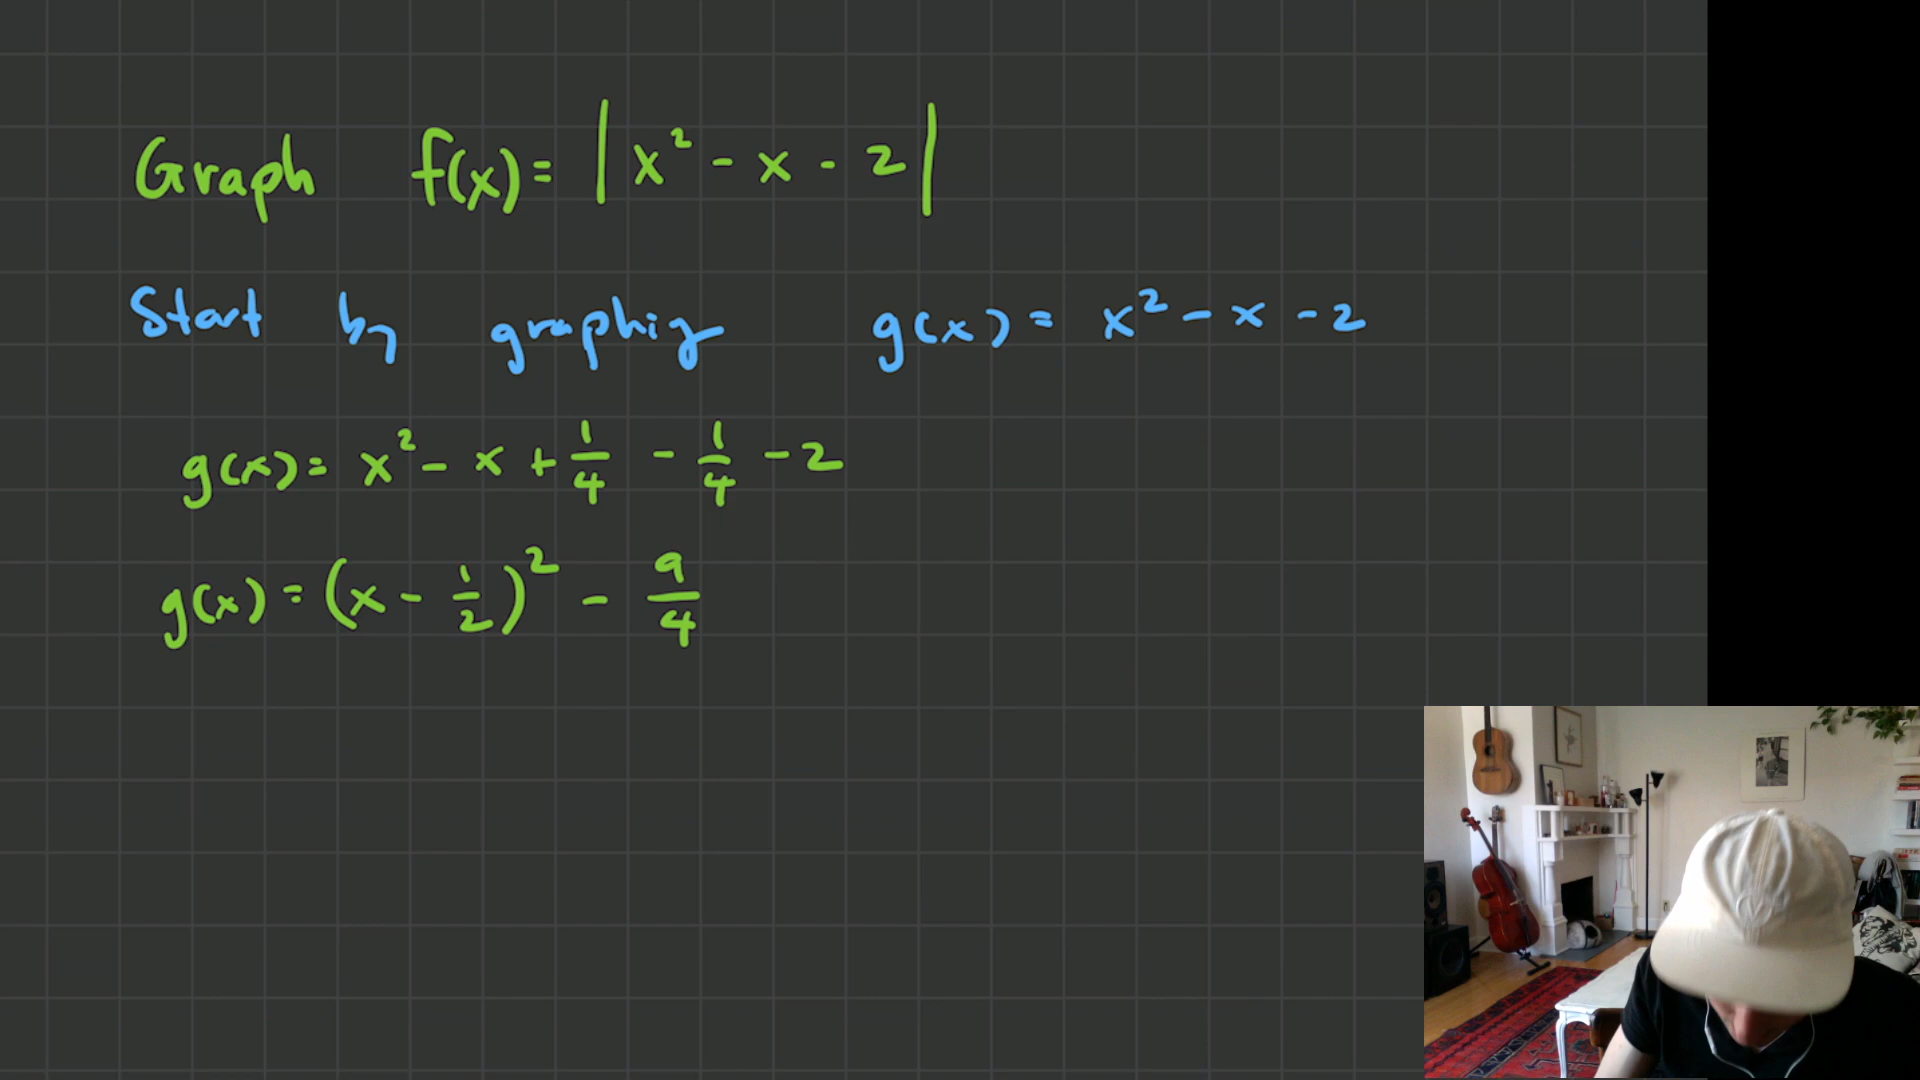 Graph f(x) = |x² - x - 2|
Start by graphing g(x) = x² - x - 2
g(x) = x² - x + 1/4 - 1/4 - 2
g(x) = (x - 1/2)² - 9/4